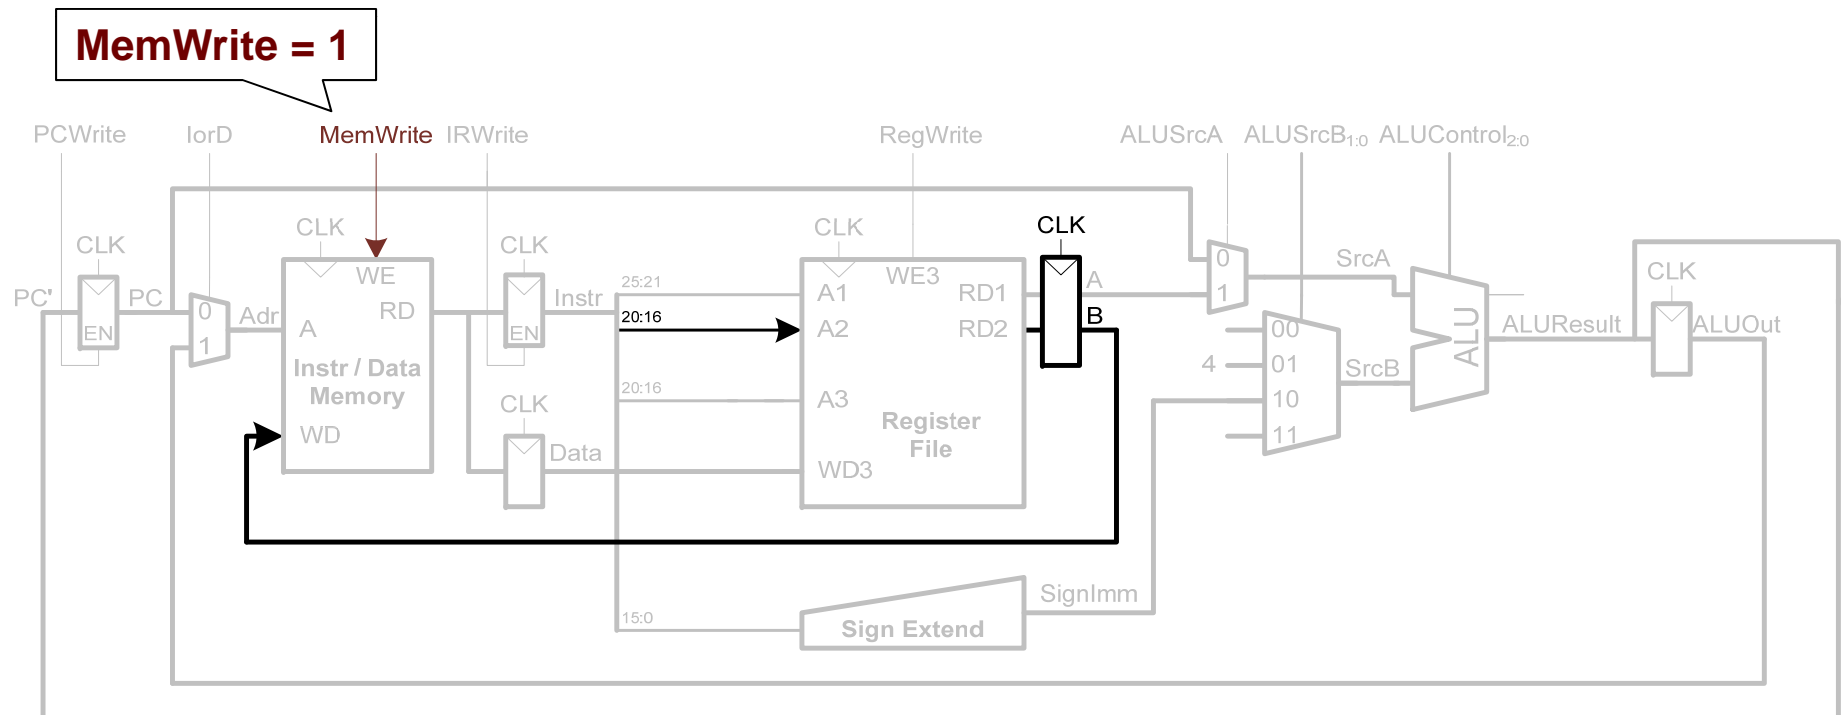 MemWrite = 1
PCWrite
IorD
MemWrite
IRWrite
RegWrite
ALUSrcA
ALUSrcB1:0
ALUControl2:0
CLK
CLK
CLK
CLK
CLK
CLK
PC'
PC
EN
0
1
Adr
WE
RD
A
Instr / Data
Memory
WD
EN
Instr
CLK
Data
25:21
20:16
20:16
15:0
A1
A2
A3
WD3
WE3
RD1
RD2
Register
File
A
B
0
1
SrcA
4
00
01
10
11
SrcB
ALU
ALUResult
ALUOut
SignImm
Sign Extend